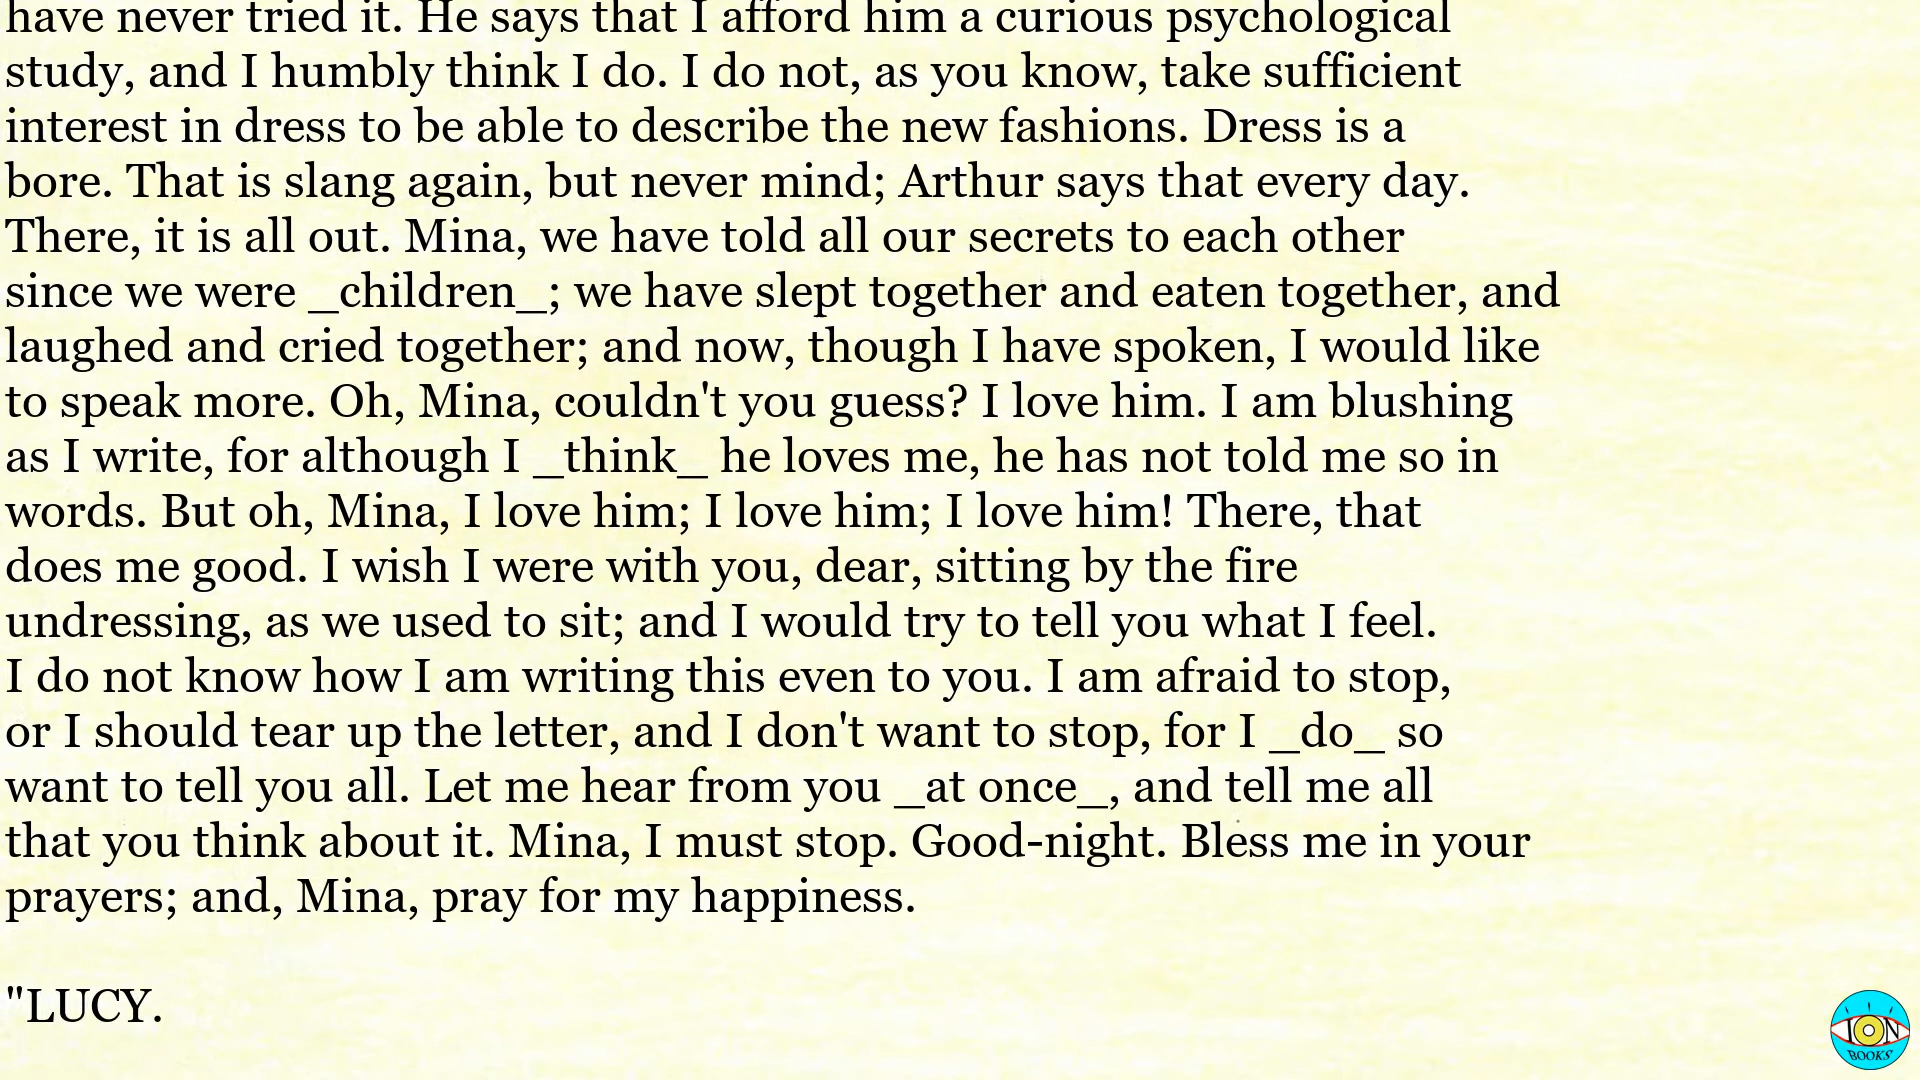 have never tried it. He says that I afford him a curious psychological
study, and I humbly think I do. I do not, as you know, take sufficient
interest in dress to be able to describe the new fashions. Dress is a
bore. That is slang again, but never mind; Arthur says that every day.
There, it is all out. Mina, we have told all our secrets to each other
since we were _children_; we have slept together and eaten together, and
laughed and cried together; and now, though I have spoken, I would like
to speak more. Oh, Mina, couldn't you guess? I love him. I am blushing
as I write, for although I _think_ he loves me, he has not told me so in
words. But oh, Mina, I love him; I love him; I love him! There, that
does me good. I wish I were with you, dear, sitting by the fire
undressing, as we used to sit; and I would try to tell you what I feel.
I do not know how I am writing this even to you. I am afraid to stop,
or I should tear up the letter, and I don't want to stop, for I _do_ so
want to tell you all. Let me hear from you _at once_, and tell me all
that you think about it. Mina, I must stop. Good-night. Bless me in your
prayers; and, Mina, pray for my happiness.
"LUCY.
ION
BOOKS